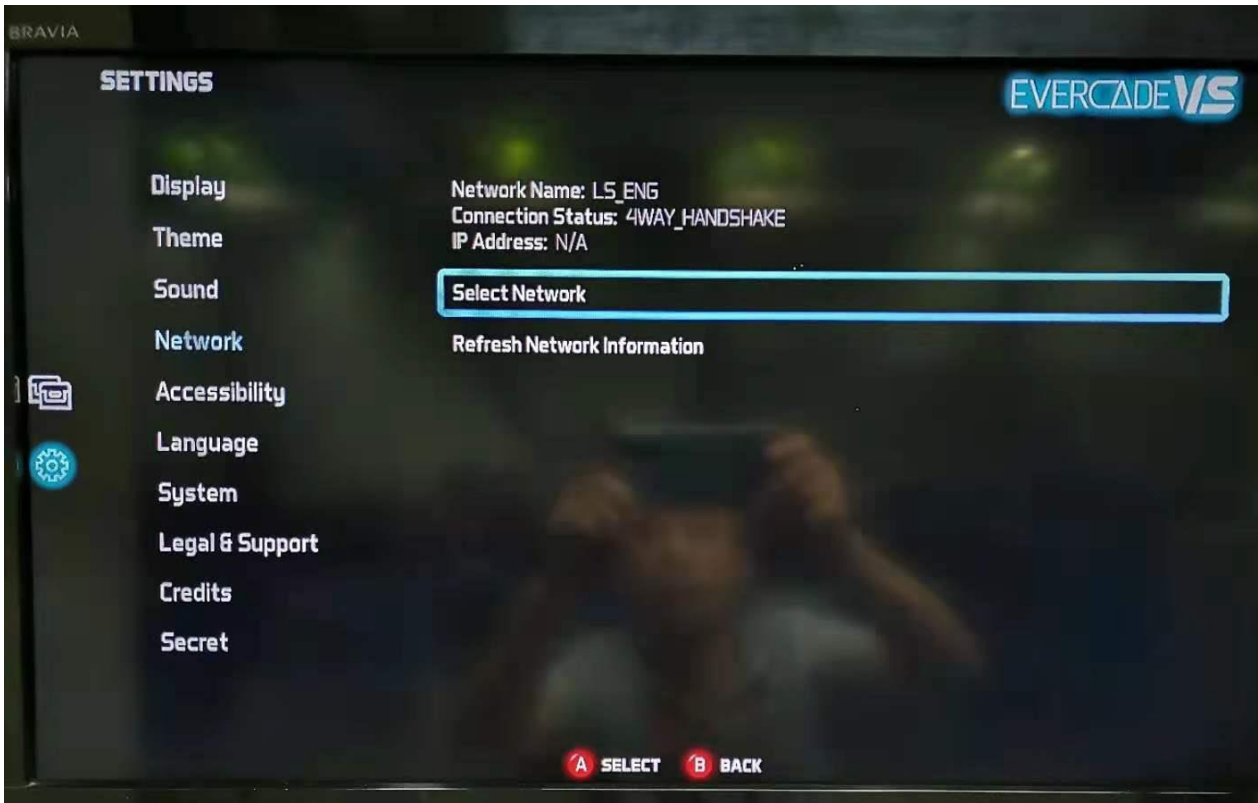 BRAVIA
SETTINGS
EVERCADE VS
Display
Theme
Sound
Network
Accessibility
Language
System
Legal & Support
Credits
Secret
Network Name: LS_ENG
Connection Status: 4WAY_HANDSHAKE
IP Address: N/A
Select Network
Refresh Network Information
A SELECT B BACK